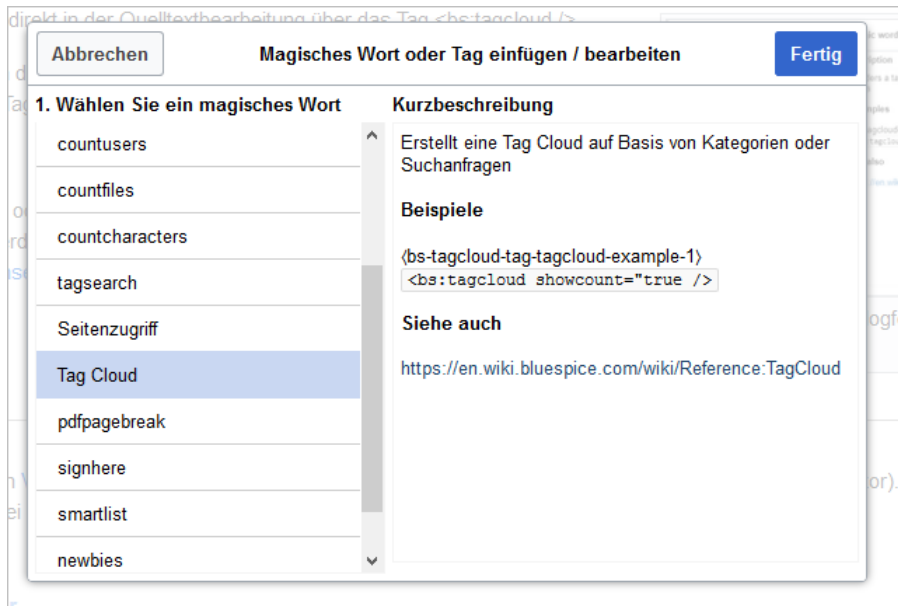 direkt in der Quelltextbearbeitung über das Tag <bs:tagcloud />
Abbrechen
Magisches Wort oder Tag einfügen / bearbeiten
Fertig
1. Wählen Sie ein magisches Wort
countusers
countfiles
countcharacters
tagsearch
Seitenzugriff
Tag Cloud
pdfpagebreak
signhere
smartlist
newbies
Kurzbeschreibung
Erstellt eine Tag Cloud auf Basis von Kategorien oder
Suchanfragen
Beispiele
⟨bs-tagcloud-tag-tagcloud-example-1⟩
<bs:tagcloud showcount="true />
Siehe auch
https://en.wiki.bluespice.com/wiki/Reference:TagCloud